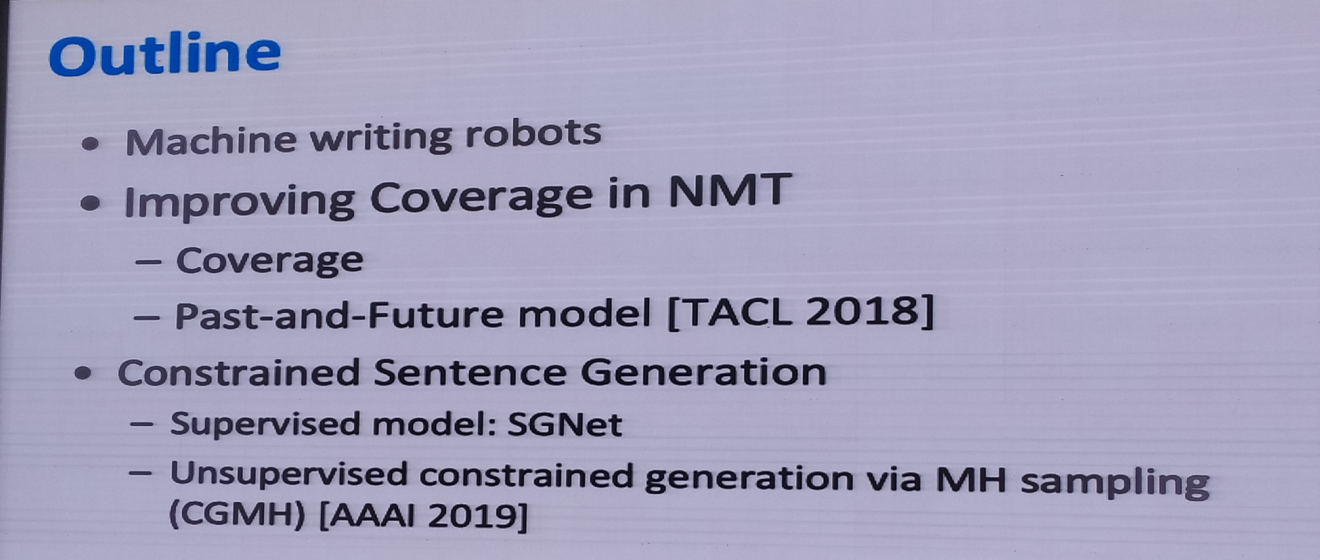 Outline
• Machine writing robots
• Improving Coverage in NMT
– Coverage
– Past-and-Future model [TACL 2018]
• Constrained Sentence Generation
– Supervised model: SGNet
– Unsupervised constrained generation via MH sampling
(CGMH) [AAAI 2019]